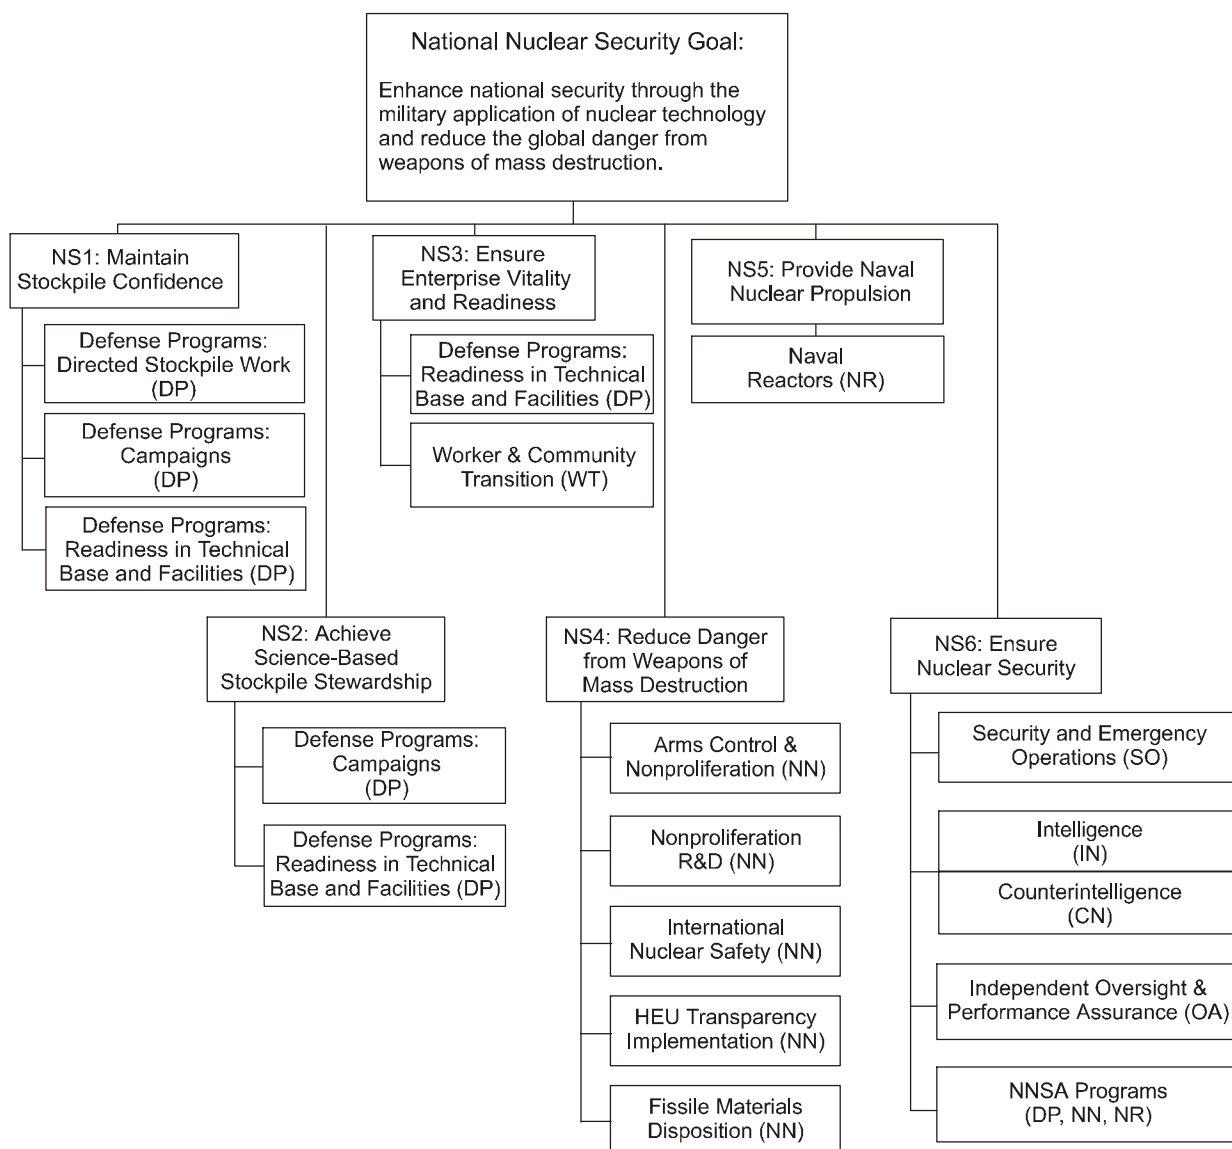 National Nuclear Security Goal:
Enhance national security through the
military application of nuclear technology
and reduce the global danger from
weapons of mass destruction.
NS1: Maintain
Stockpile Confidence
Defense Programs:
Directed Stockpile Work
(DP)
Defense Programs:
Campaigns
(DP)
Defense Programs:
Readiness in Technical
Base and Facilities (DP)
NS3: Ensure
Enterprise Vitality
and Readiness
Defense Programs:
Readiness in Technical
Base and Facilities (DP)
Worker & Community
Transition (WT)
NS5: Provide Naval
Nuclear Propulsion
Naval
Reactors (NR)
NS2: Achieve
Science-Based
Stockpile Stewardship
Defense Programs:
Campaigns
(DP)
Defense Programs:
Readiness in Technical
Base and Facilities (DP)
NS4: Reduce Danger
from Weapons of
Mass Destruction
Arms Control &
Nonproliferation (NN)
Nonproliferation
R&D (NN)
International
Nuclear Safety (NN)
HEU Transparency
Implementation (NN)
Fissile Materials
Disposition (NN)
NS6: Ensure
Nuclear Security
Security and Emergency
Operations (SO)
Intelligence
(IN)
Counterintelligence
(CN)
Independent Oversight &
Performance Assurance (OA)
NNSA Programs
(DP, NN, NR)